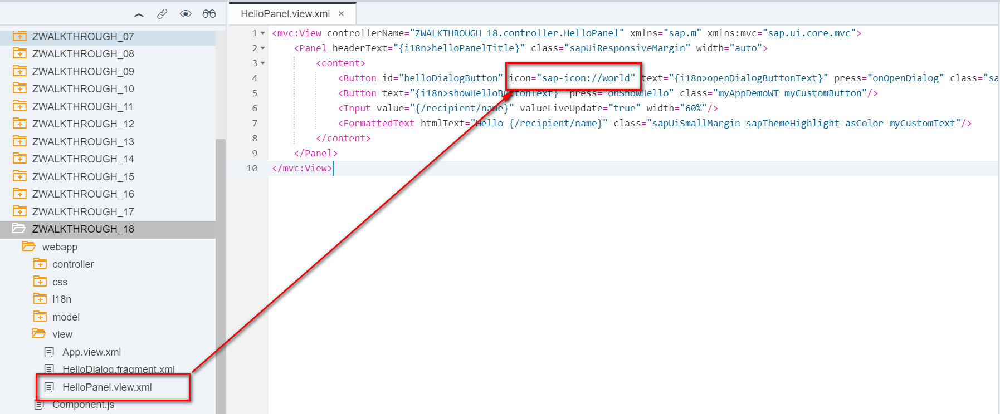 ZWALKTHROUGH_07
ZWALKTHROUGH_08
ZWALKTHROUGH_09
ZWALKTHROUGH_10
ZWALKTHROUGH_11
ZWALKTHROUGH_12
ZWALKTHROUGH_13
ZWALKTHROUGH_14
ZWALKTHROUGH_15
ZWALKTHROUGH_16
ZWALKTHROUGH_17
ZWALKTHROUGH_18
webapp
controller
css
i18n
model
view
App.view.xml
HelloDialog.fragment.xml
HelloPanel.view.xml
Component.js
HelloPanel.view.xml ×
1 <mvc:View controllerName="ZWALKTHROUGH_18.controller.HelloPanel" xmlns="sap.m" xmlns:mvc="sap.ui.core.mvc">
2 <Panel headerText="{i18n>helloPanelTitle}" class="sapUiResponsiveMargin" width="auto">
3 <content>
4 <Button id="helloDialogButton" icon="sap-icon://world" text="{i18n>openDialogButtonText}" press="onOpenDialog" class="sa
5 <Button text="{i18n>showHelloButtonText}" press="onShowHello" class="myAppDemoWT myCustomButton"/>
6 <Input value="{/recipient/name}" valueLiveUpdate="true" width="60%"/>
7 <FormattedText htmlText="Hello {/recipient/name}" class="sapUiSmallMargin sapThemeHighlight-asColor myCustomText"/>
8 </content>
9 </Panel>
10 </mvc:View>